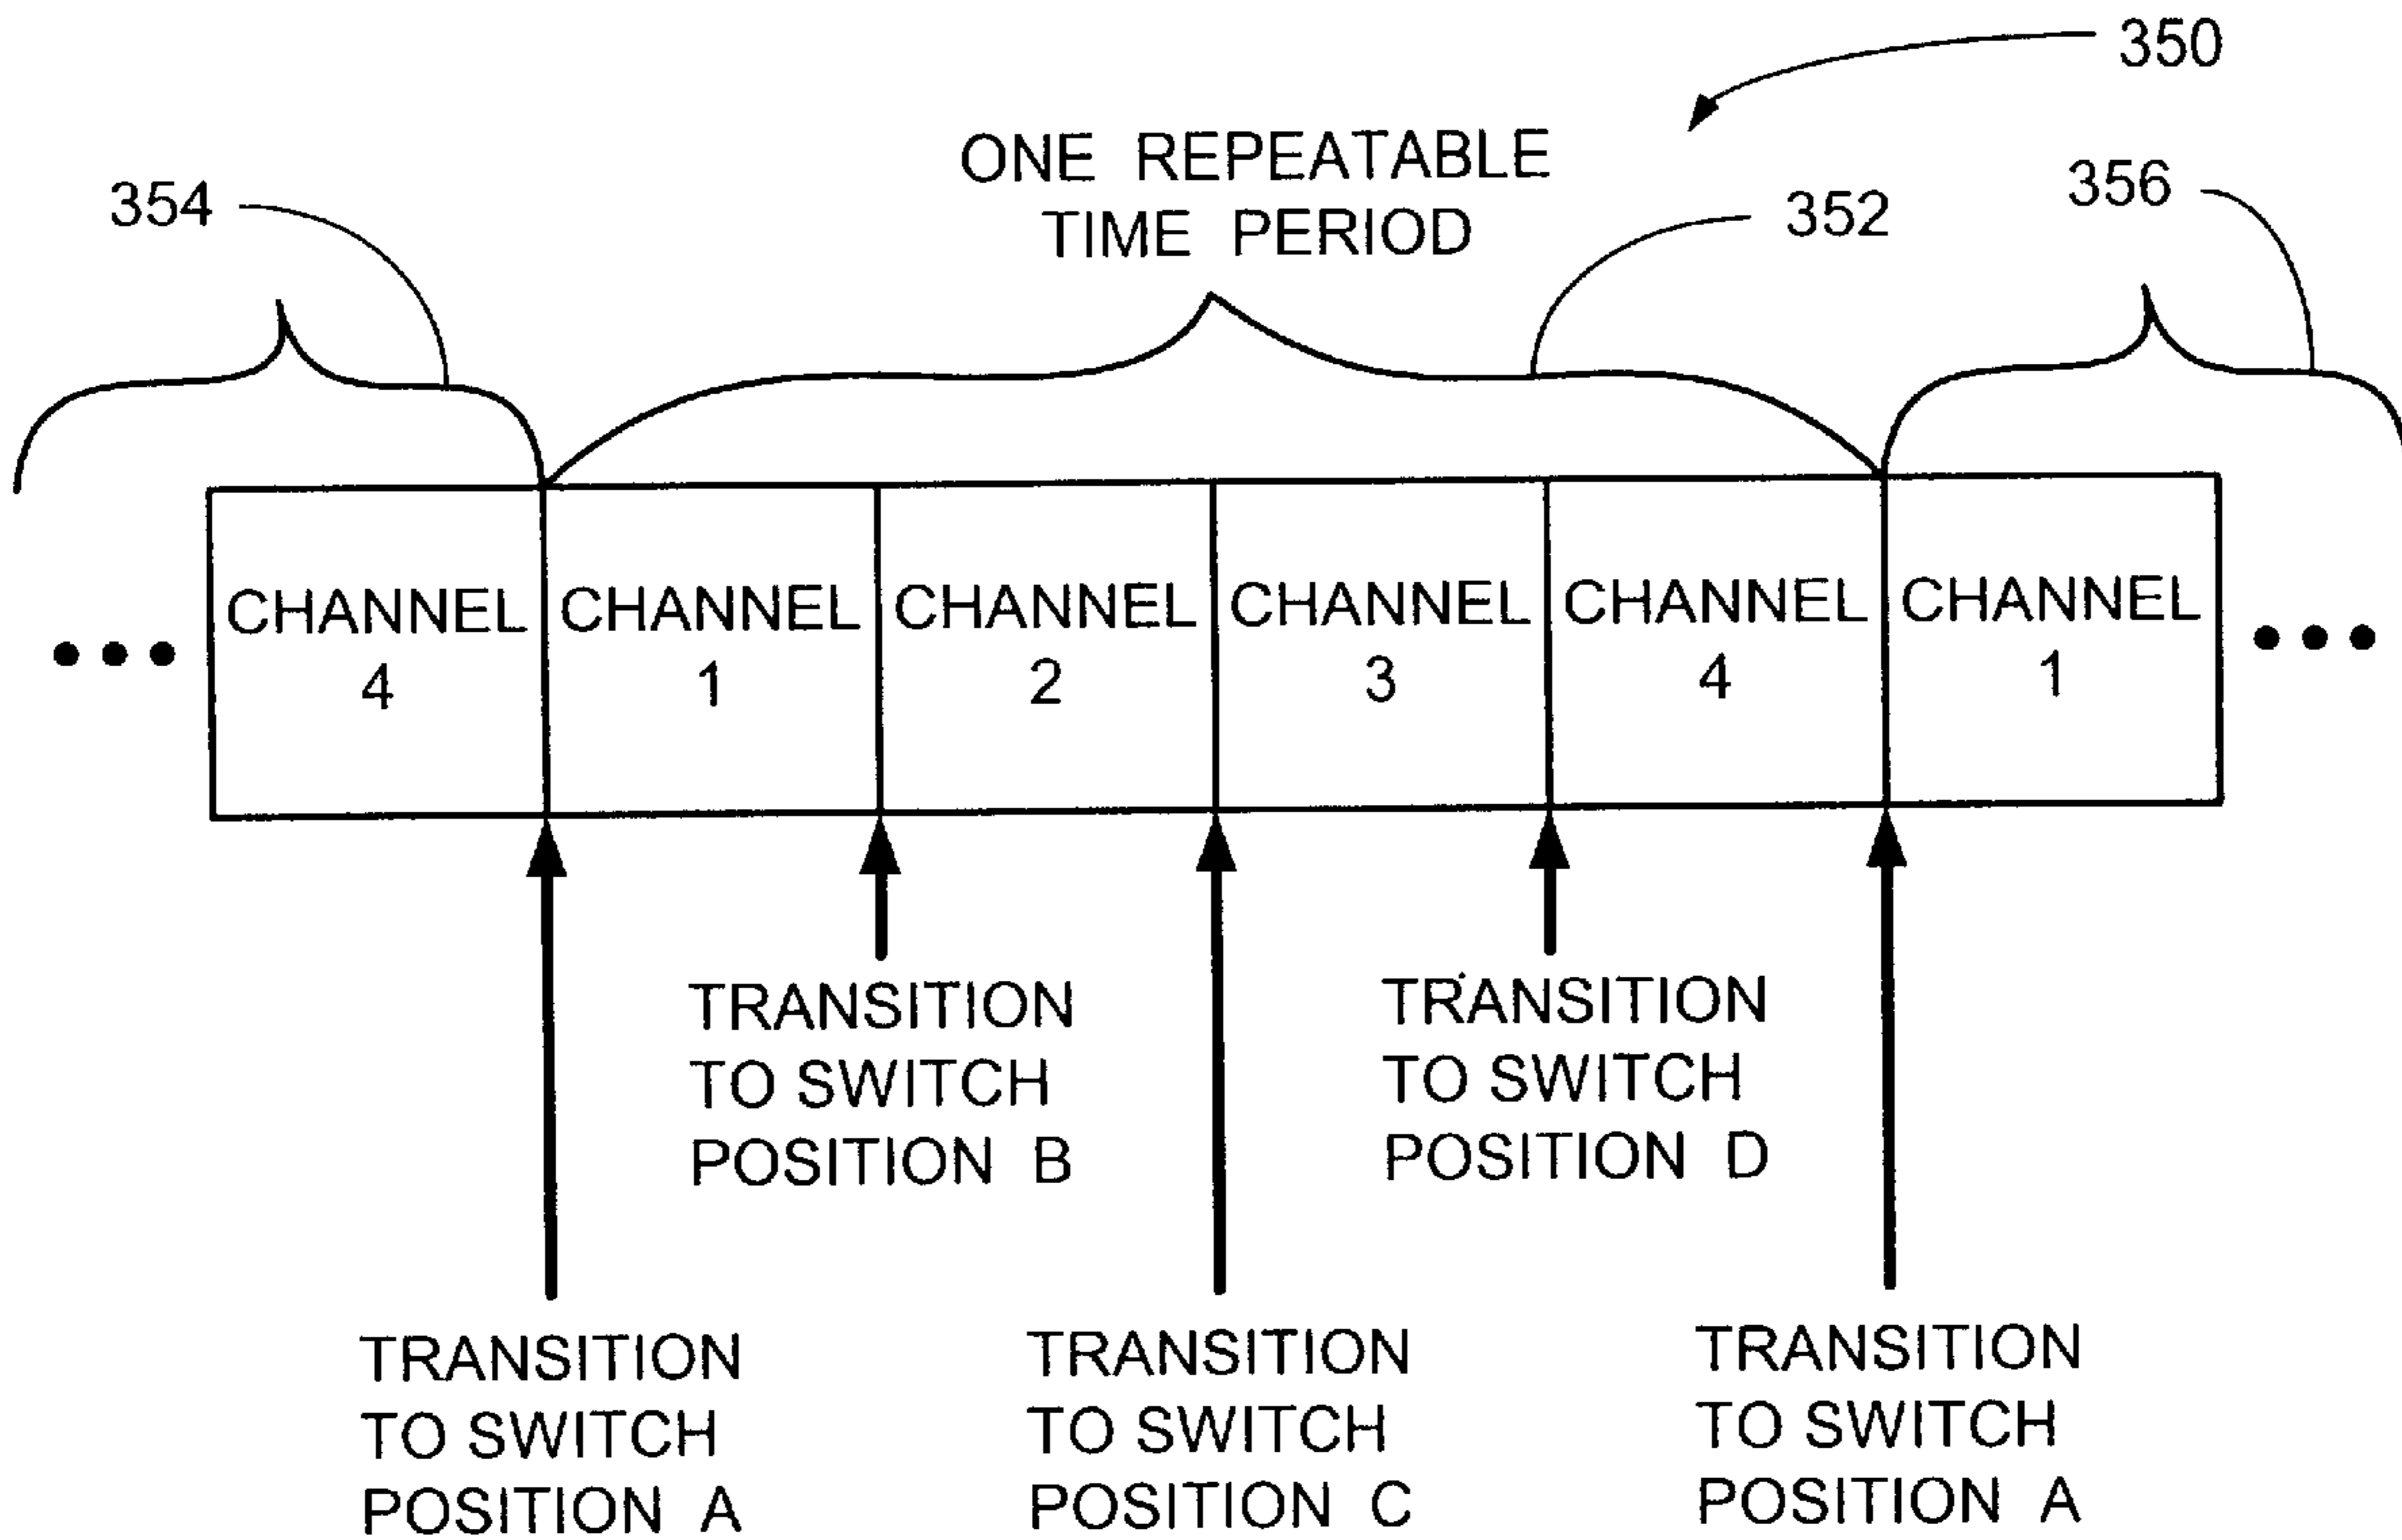 350
ONE REPEATABLE
TIME PERIOD
354
352
356
CHANNEL
4
CHANNEL
1
CHANNEL
2
CHANNEL
3
CHANNEL
4
CHANNEL
1
TRANSITION
TO SWITCH
POSITION B
TRANSITION
TO SWITCH
POSITION D
TRANSITION
TO SWITCH
POSITION A
TRANSITION
TO SWITCH
POSITION C
TRANSITION
TO SWITCH
POSITION A